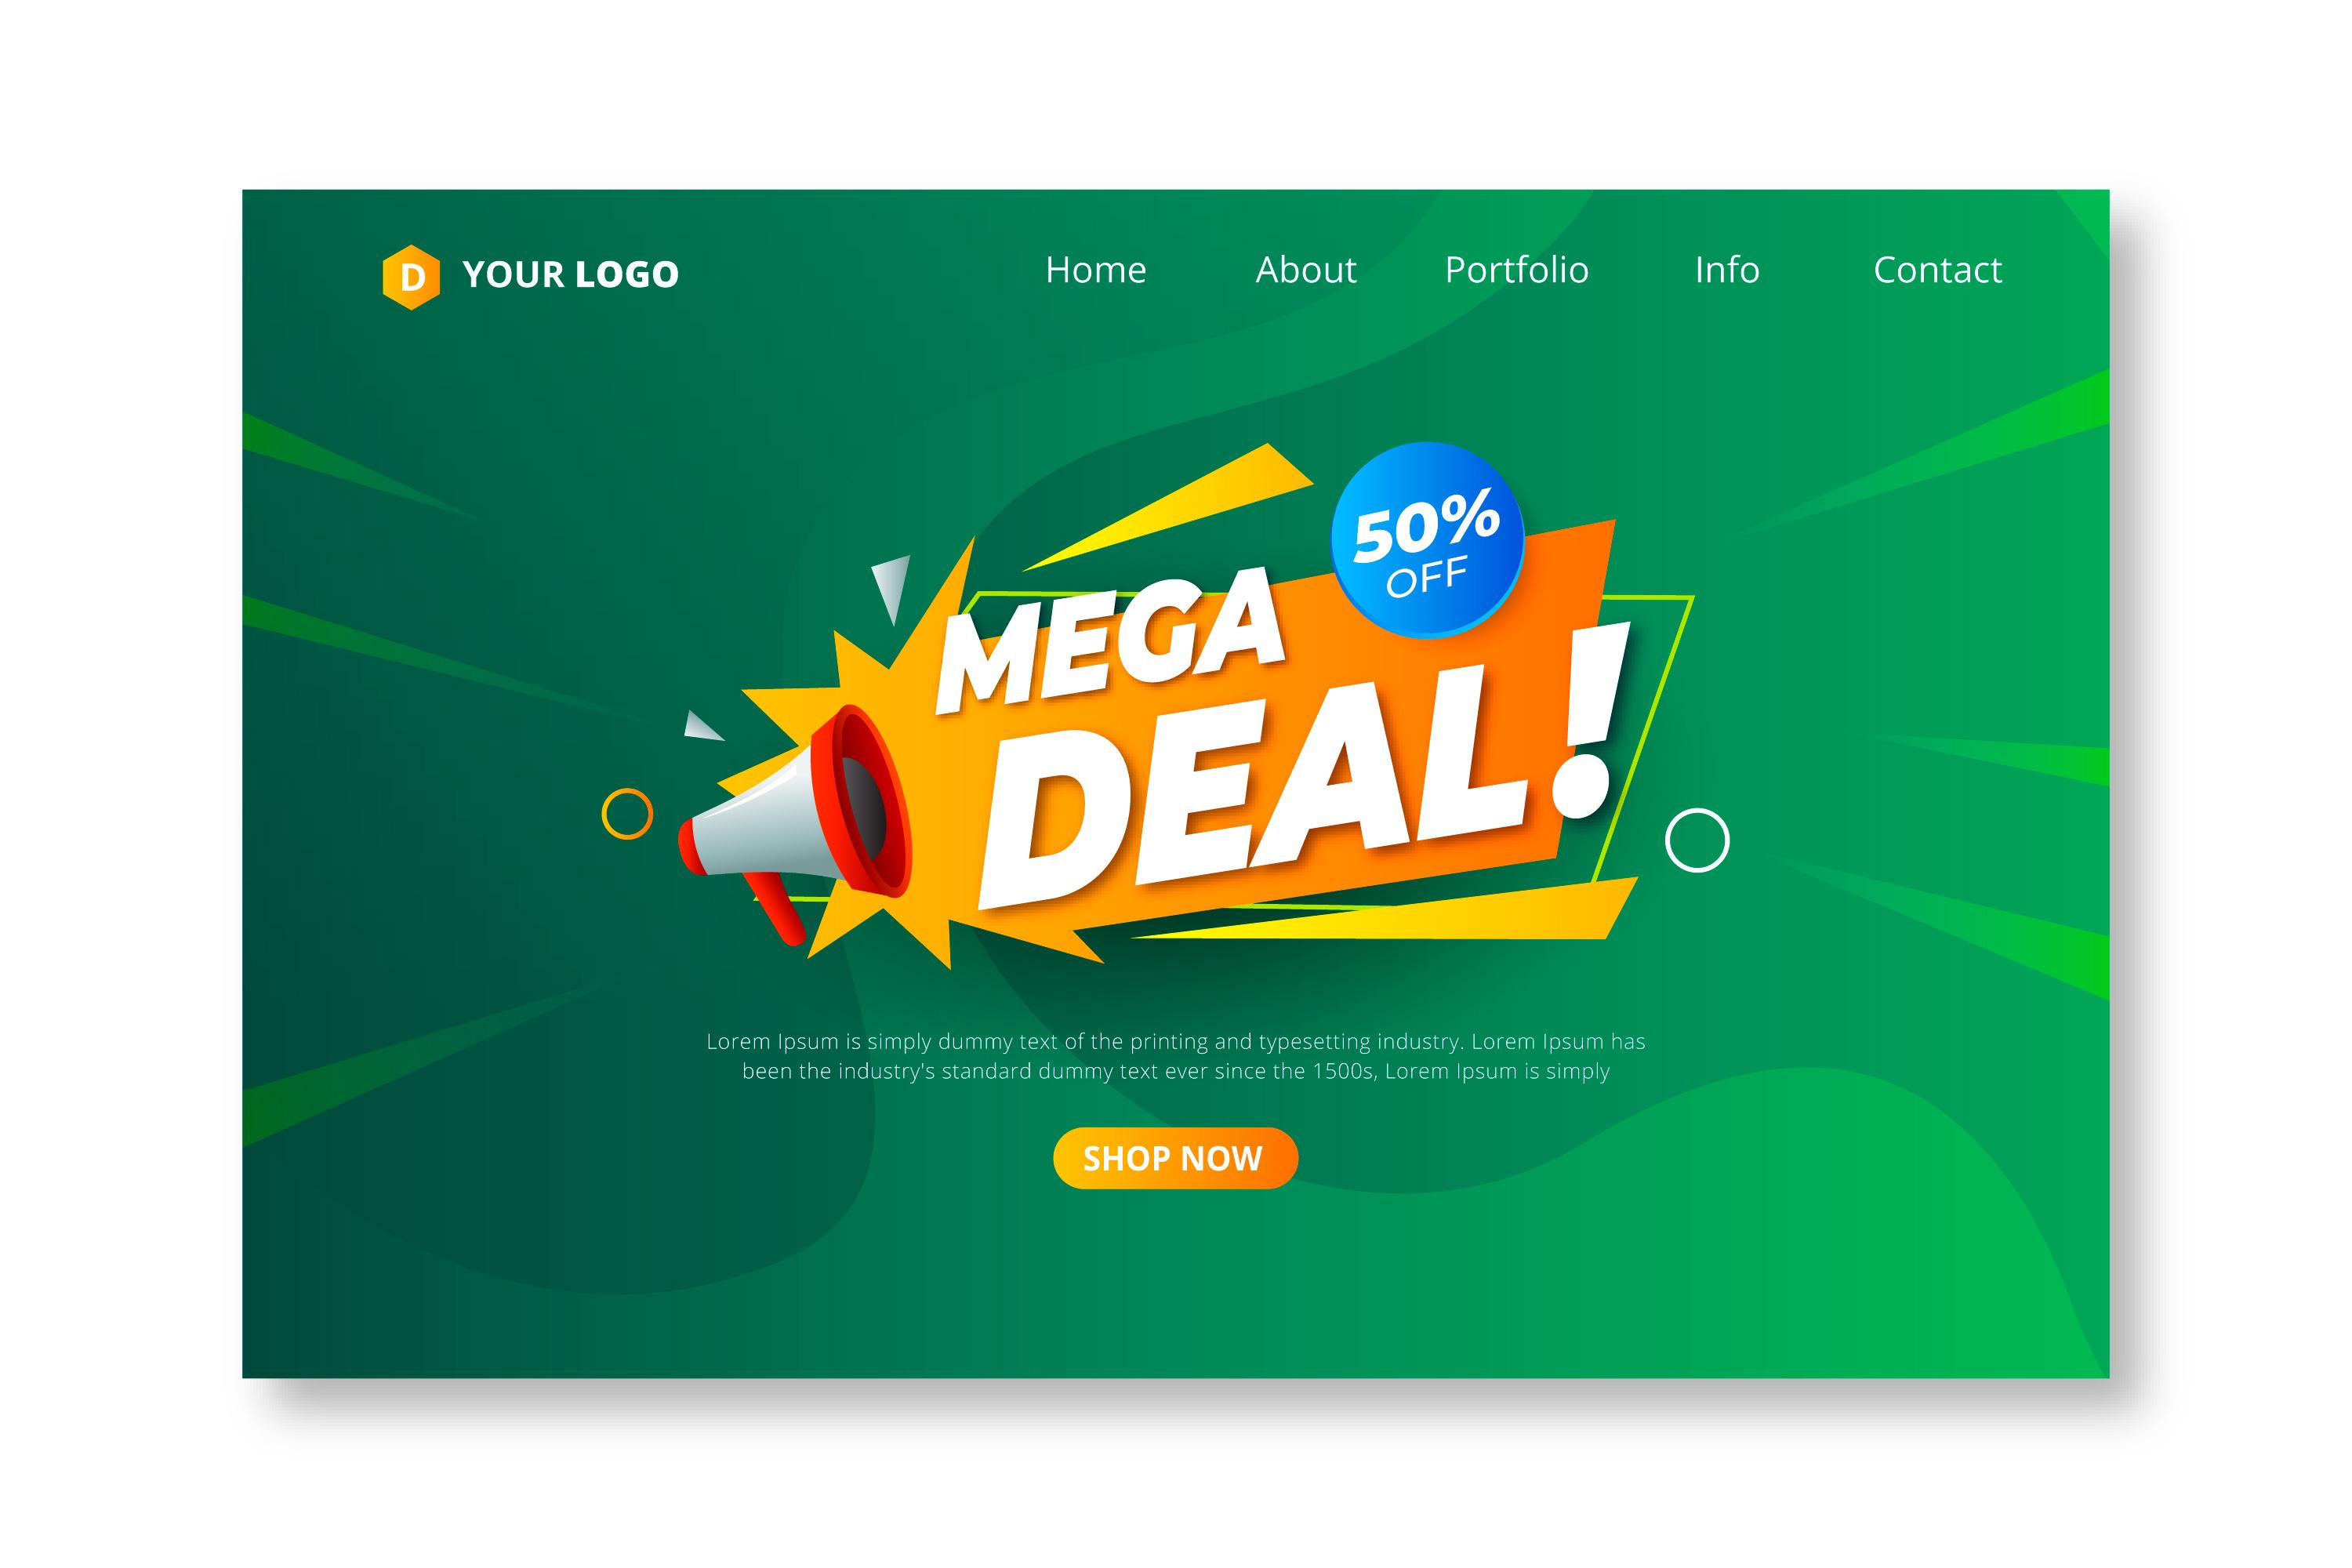 D YOUR LOGO Home About Portfolio Info Contact
50%
OFF
MEGA
DEAL!
Lorem Ipsum is simply dummy text of the printing and typesetting industry. Lorem Ipsum has
been the industry's standard dummy text ever since the 1500s, Lorem Ipsum is simply
SHOP NOW